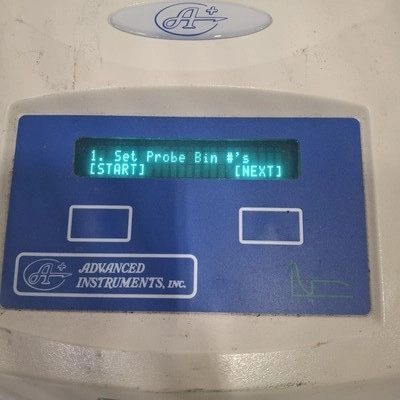 A+
1. Set Probe Bin #'s
[START] [NEXT]
A+
ADVANCED
INSTRUMENTS, INC.